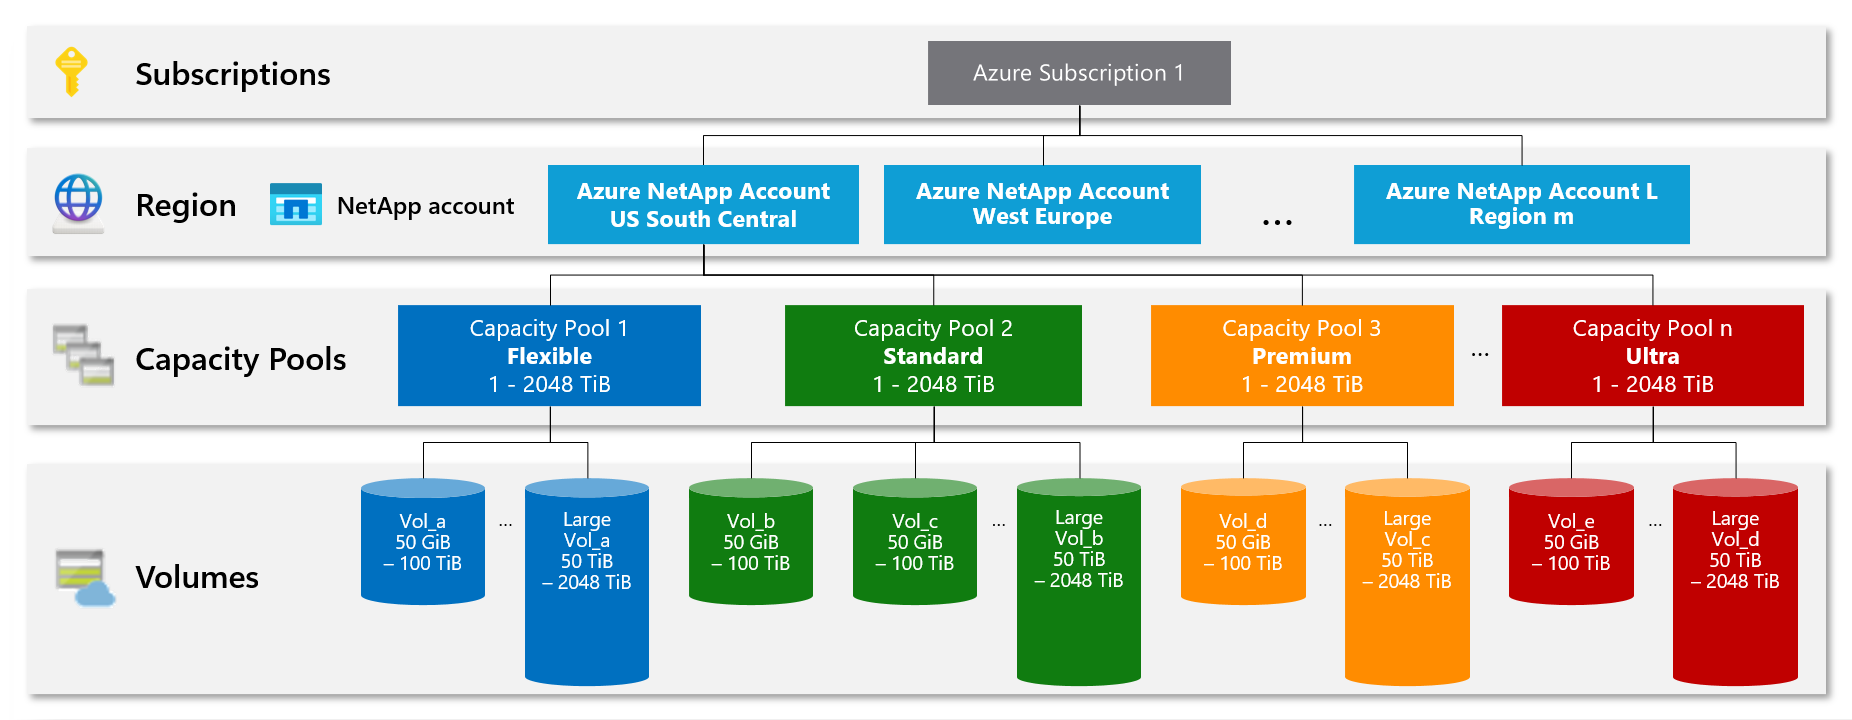 Subscriptions
Azure Subscription 1
Region
NetApp account
Azure NetApp Account
US South Central
Azure NetApp Account
West Europe
...
Azure NetApp Account L
Region m
Capacity Pools
Capacity Pool 1
Flexible
1 - 2048 TiB
Capacity Pool 2
Standard
1 - 2048 TiB
Capacity Pool 3
Premium
1 - 2048 TiB
...
Capacity Pool n
Ultra
1 - 2048 TiB
Volumes
Vol_a
50 GiB
– 100 TiB
...
Large
Vol_a
50 TiB
– 2048 TiB
Vol_b
50 GiB
– 100 TiB
Vol_c
50 GiB
– 100 TiB
...
Large
Vol_b
50 TiB
– 2048 TiB
Vol_d
50 GiB
– 100 TiB
...
Large
Vol_c
50 TiB
– 2048 TiB
Vol_e
50 GiB
– 100 TiB
...
Large
Vol_d
50 TiB
– 2048 TiB